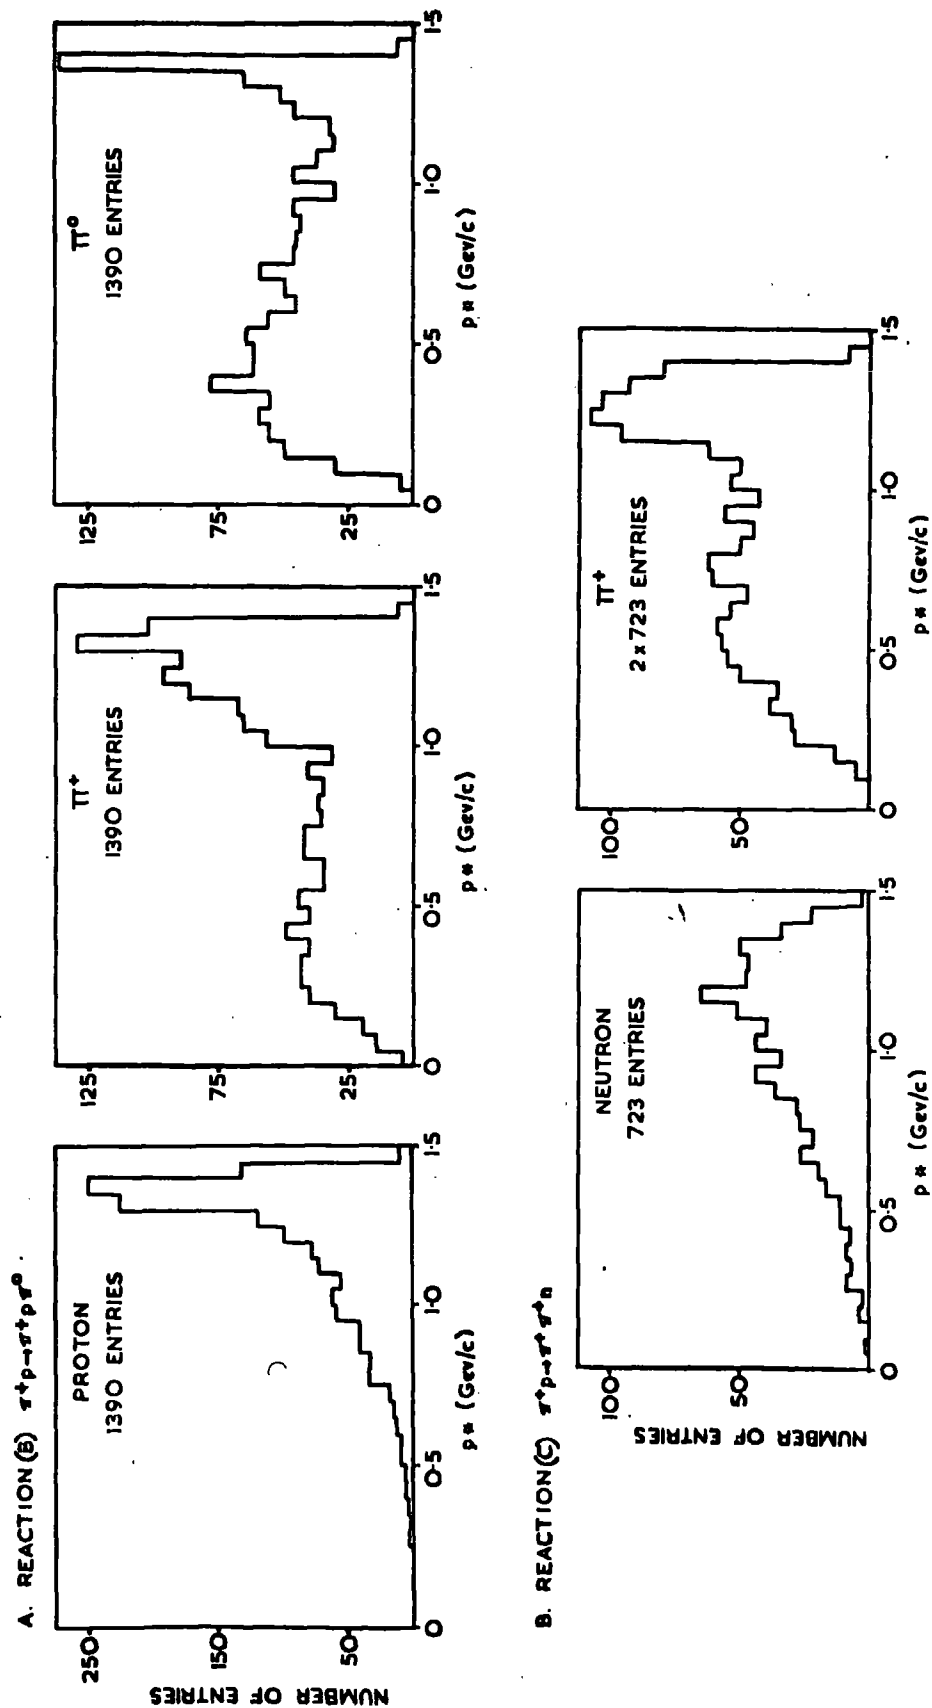 A. REACTION (B) π⁺p→π⁺pπ⁰
NUMBER OF ENTRIES
250
150
50
PROTON
1390 ENTRIES
0
0·5
1·0
1·5
p* (Gev/c)
125
75
25
π⁺
1390 ENTRIES
0
0·5
1·0
1·5
p* (Gev/c)
125
75
25
π⁰
1390 ENTRIES
0
0·5
1·0
1·5
p* (Gev/c)
B. REACTION (C) π⁺p→π⁺π⁺n
NUMBER OF ENTRIES
100
50
NEUTRON
723 ENTRIES
0
0·5
1·0
1·5
p* (Gev/c)
100
50
π⁺
2 x 723 ENTRIES
0
0·5
1·0
1·5
p* (Gev/c)